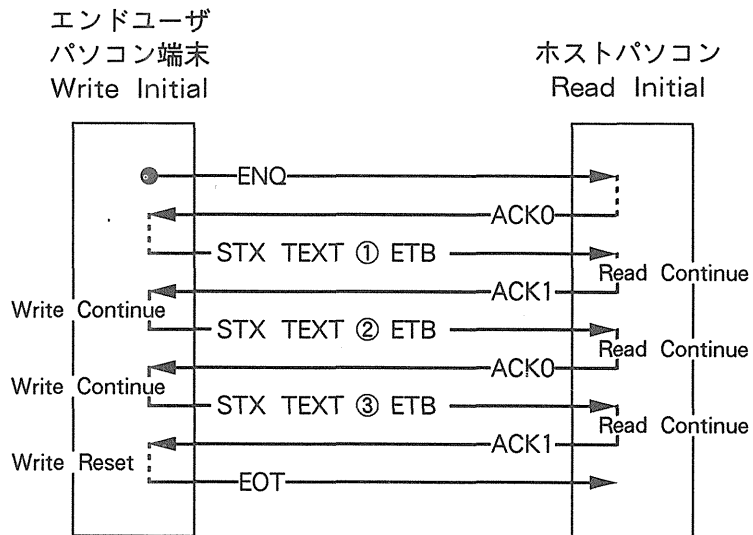 エンドユーザ
パソコン端末
Write Initial
ホストパソコン
Read Initial
ENQ
ACK0
STX TEXT ① ETB
Read Continue
ACK1
Write Continue
STX TEXT ② ETB
Read Continue
ACK0
Write Continue
STX TEXT ③ ETB
Read Continue
ACK1
Write Reset
EOT